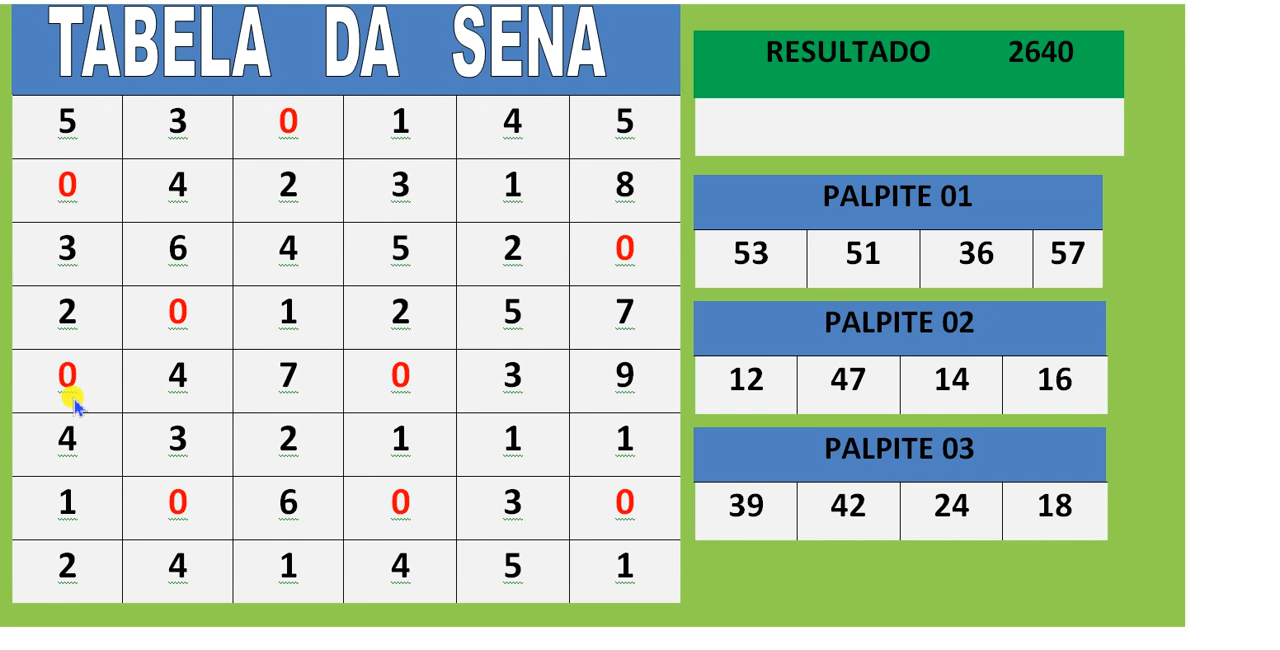 TABELA DA SENA
5 3 0 1 4 5
0 4 2 3 1 8
3 6 4 5 2 0
2 0 1 2 5 7
0 4 7 0 3 9
4 3 2 1 1 1
1 0 6 0 3 0
2 4 1 4 5 1
RESULTADO 2640
PALPITE 01
53 51 36 57
PALPITE 02
12 47 14 16
PALPITE 03
39 42 24 18